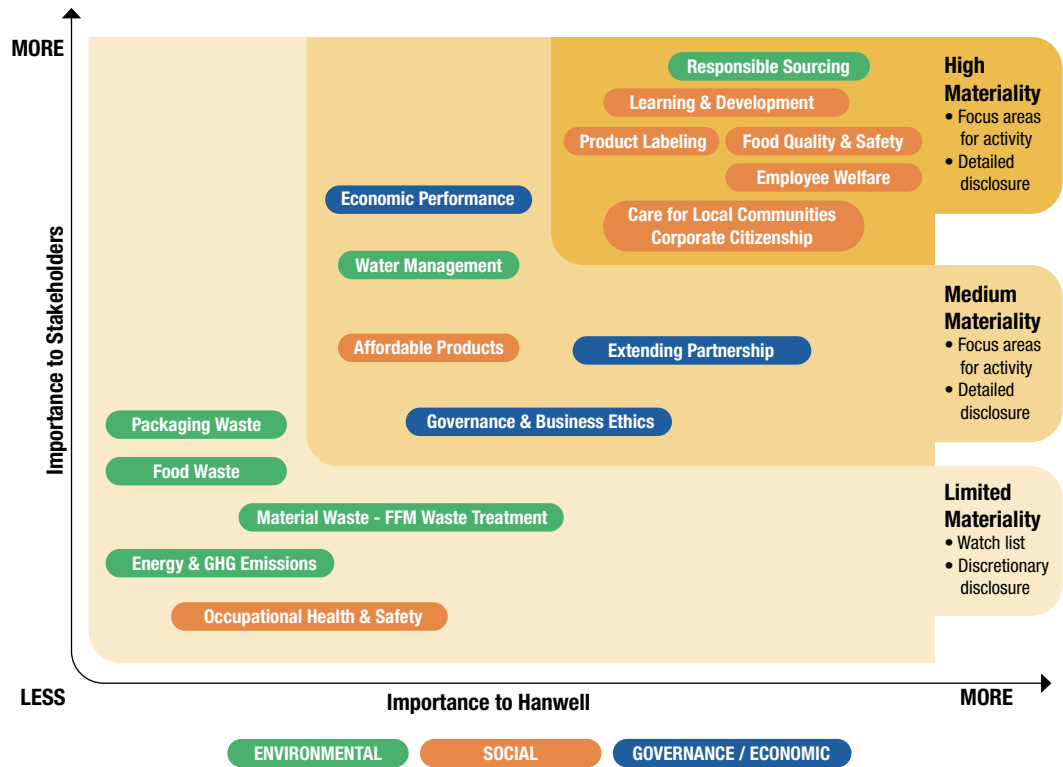 MORE
Responsible Sourcing
Learning & Development
Product Labeling
Food Quality & Safety
Employee Welfare
Care for Local Communities
Corporate Citizenship
High
Materiality
• Focus areas
for activity
• Detailed
disclosure
Economic Performance
Water Management
Affordable Products
Extending Partnership
Governance & Business Ethics
Medium
Materiality
• Focus areas
for activity
• Detailed
disclosure
Importance to Stakeholders
Packaging Waste
Food Waste
Material Waste - FFM Waste Treatment
Energy & GHG Emissions
Occupational Health & Safety
Limited
Materiality
• Watch list
• Discretionary
disclosure
LESS
Importance to Hanwell
MORE
ENVIRONMENTAL
SOCIAL
GOVERNANCE / ECONOMIC